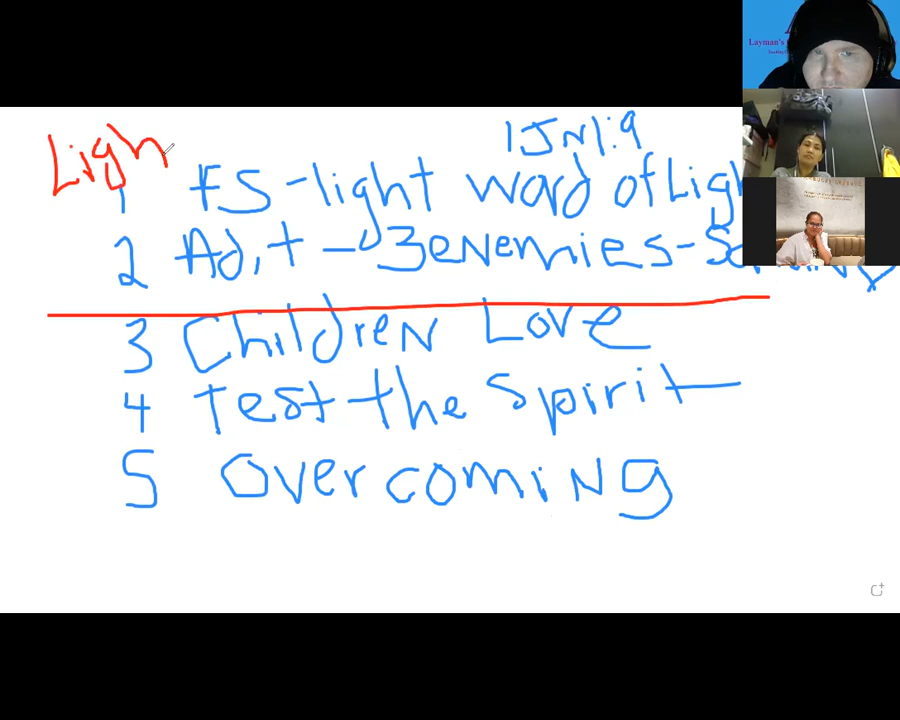 Layman's
1JN1:9
Ligh
1 FS-light Word of Ligh
2 Ad,t - 3enemies-
3 Children Love
4 Test the Spirit
5 Overcoming